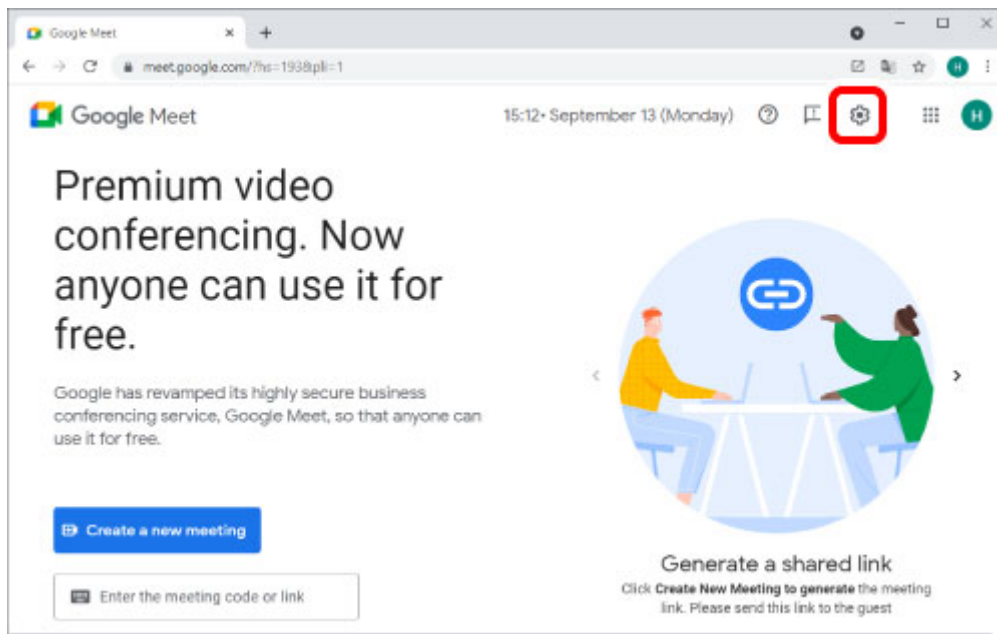 Google Meet
meet.google.com/?hs=193&pli=1
H
Google Meet
15:12 • September 13 (Monday)
H
Premium video
conferencing. Now
anyone can use it for
free.
Google has revamped its highly secure business
conferencing service, Google Meet, so that anyone can
use it for free.
Create a new meeting
Enter the meeting code or link
Generate a shared link
Click Create New Meeting to generate the meeting
link. Please send this link to the guest